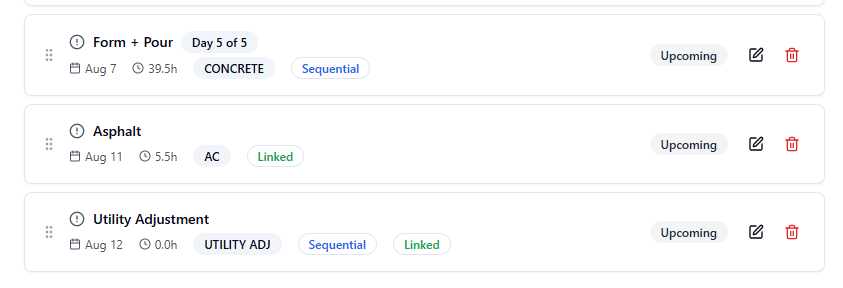 Form + Pour Day 5 of 5
Aug 7 39.5h CONCRETE Sequential
Upcoming
Asphalt
Aug 11 5.5h AC Linked
Upcoming
Utility Adjustment
Aug 12 0.0h UTILITY ADJ Sequential Linked
Upcoming